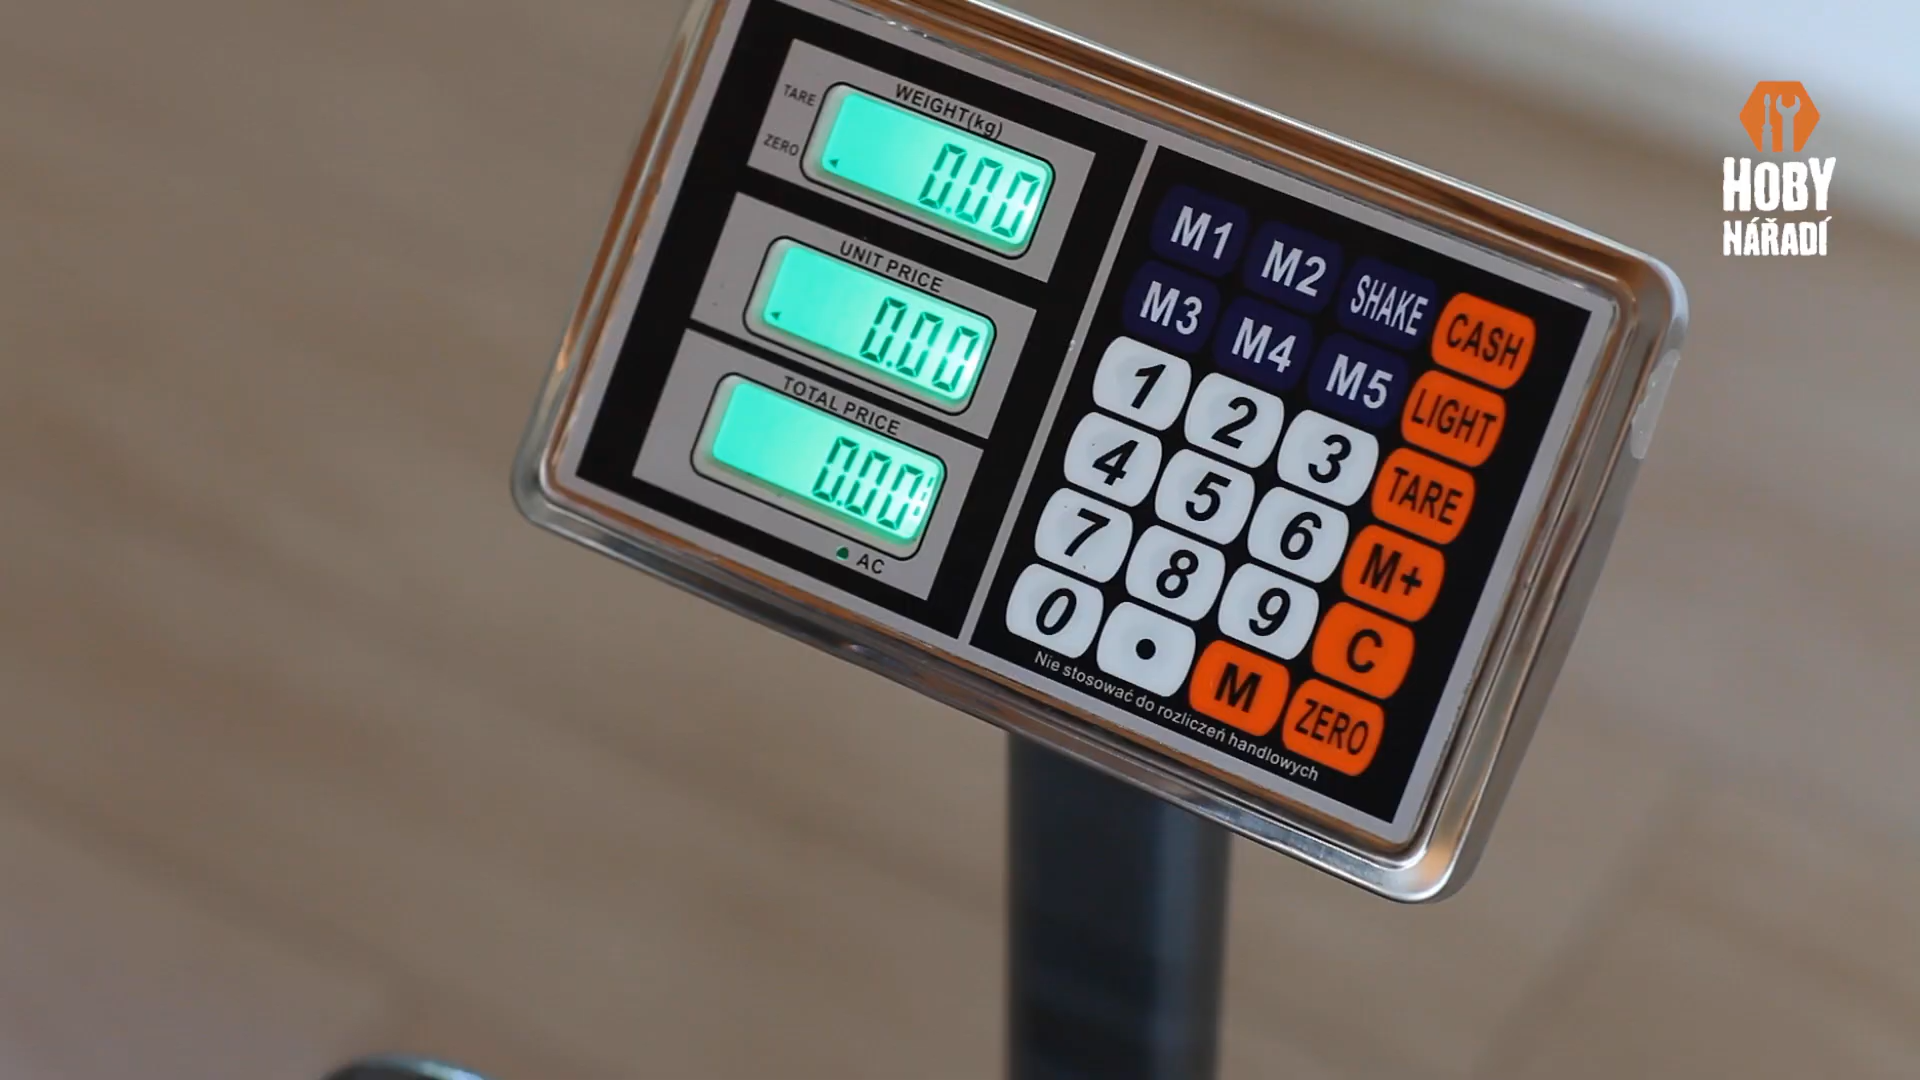 WEIGHT(kg)
TARE
ZERO
0.00
UNIT PRICE
0.00
TOTAL PRICE
0.00
AC
M1 M2 SHAKE CASH
M3 M4 M5 LIGHT
1 2 3 TARE
4 5 6 M+
7 8 9 C
0 . M ZERO
Nie stosować do rozliczeń handlowych
HOBY
NÁŘADÍ